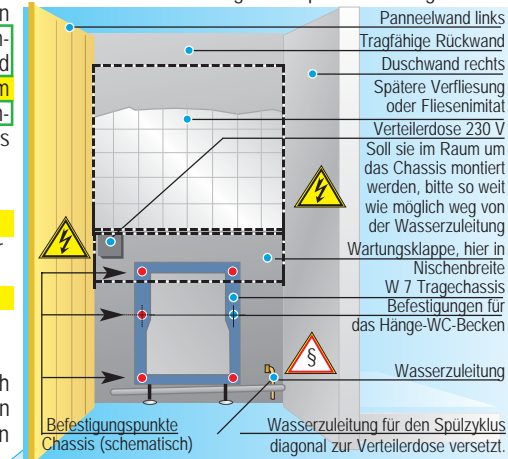 Panneelwand links
Tragfähige Rückwand
Duschwand rechts
Spätere Verfliesung
oder Fliesenimitat
Verteilerdose 230 V
Soll sie im Raum um
das Chassis montiert
werden, bitte so weit
wie möglich weg von
der Wasserzuleitung
Wartungsklappe, hier in
Nischenbreite
W 7 Tragechassis
Befestigungen für
das Hänge-WC-Becken
§
Wasserzuleitung
Befestigungspunkte
Chassis (schematisch)
Wasserzuleitung für den Spülzyklus
diagonal zur Verteilerdose versetzt.